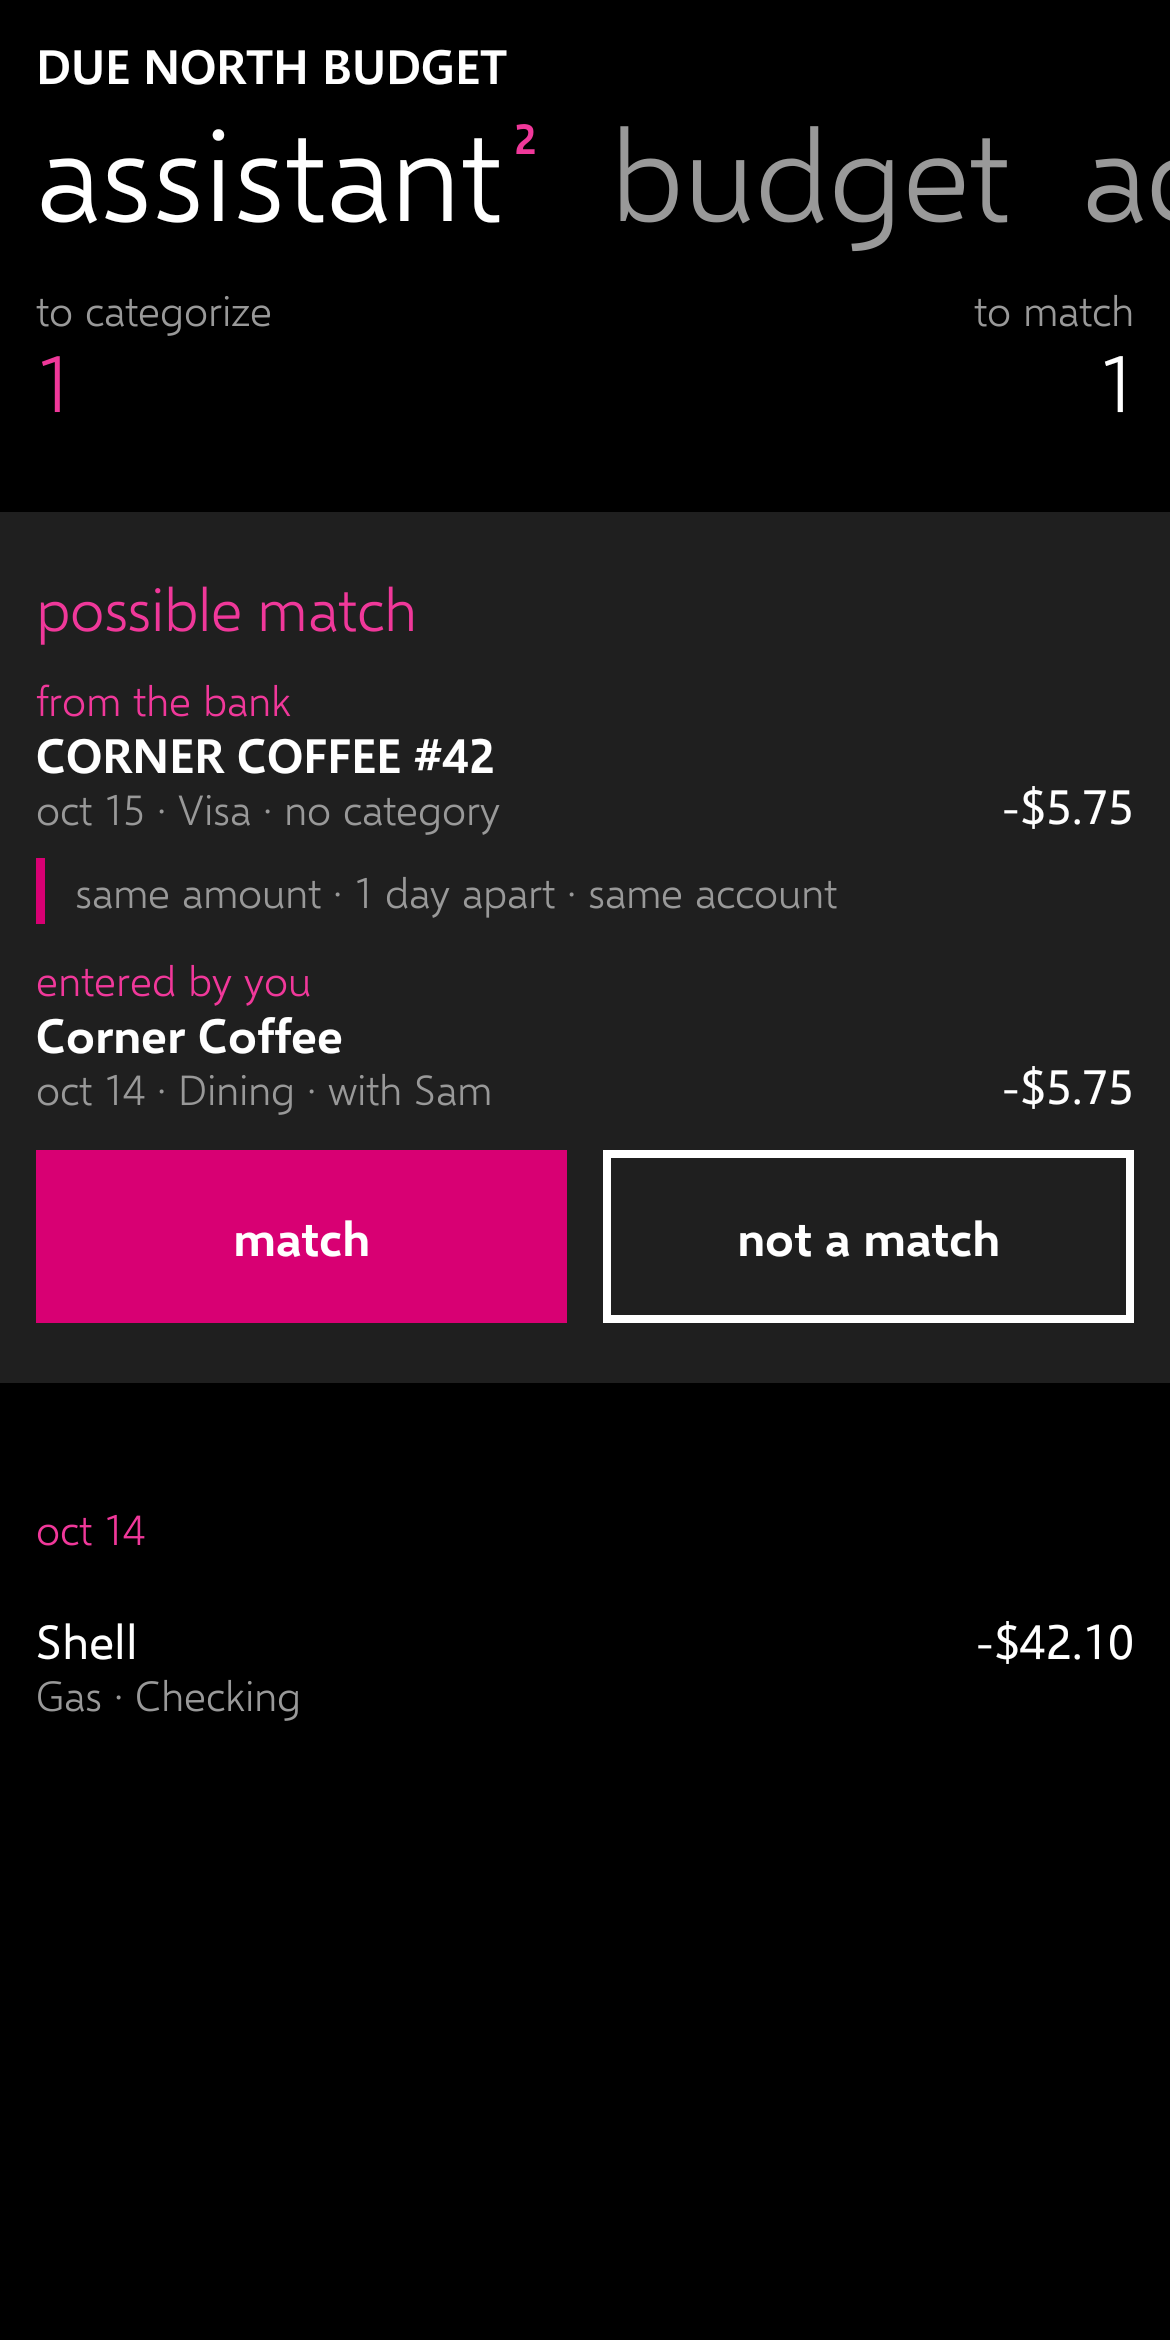 DUE NORTH BUDGET
assistant 2 budget ac
to categorize to match
1 1
possible match
from the bank
CORNER COFFEE #42
oct 15 · Visa · no category -$5.75
same amount · 1 day apart · same account
entered by you
Corner Coffee
oct 14 · Dining · with Sam -$5.75
match not a match
oct 14
Shell -$42.10
Gas · Checking